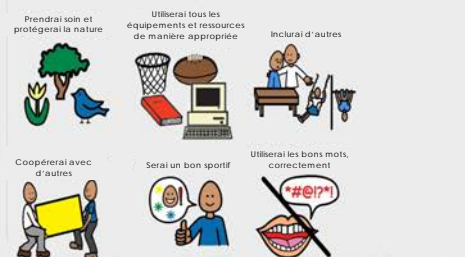 Prendrai soin et
protégerai la nature
Utiliserai tous les
équipements et ressources
de manière appropriée
Inclurai d'autres
Coopérerai avec
d'autres
Serai un bon sportif
Utiliserai les bons mots,
correctement
*#@!?*!